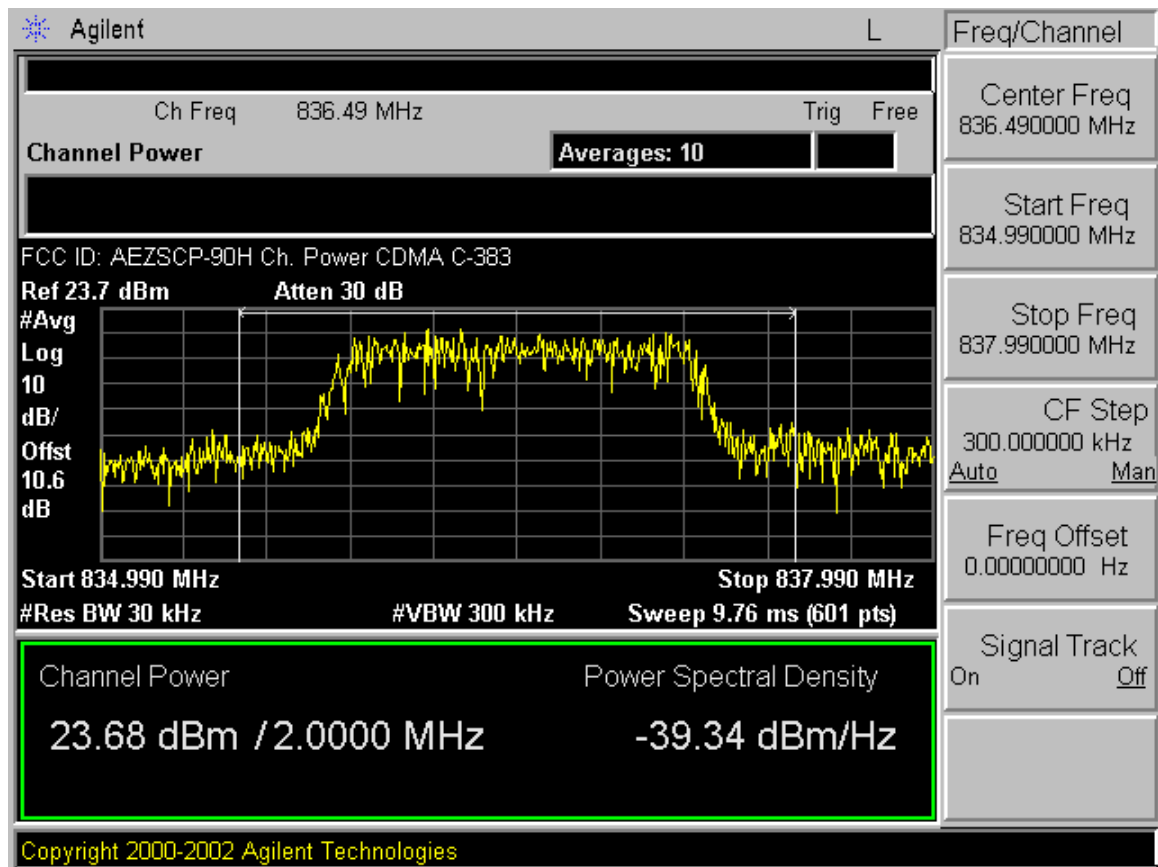 Agilent L
Freq/Channel
Ch Freq 836.49 MHz Trig Free
Channel Power Averages: 10
FCC ID: AEZSCP-90H Ch. Power CDMA C-383
Ref 23.7 dBm Atten 30 dB
#Avg
Log
10
dB/
Offst
10.6
dB
Start 834.990 MHz Stop 837.990 MHz
#Res BW 30 kHz #VBW 300 kHz Sweep 9.76 ms (601 pts)
Channel Power Power Spectral Density
23.68 dBm / 2.0000 MHz -39.34 dBm/Hz
Copyright 2000-2002 Agilent Technologies
Center Freq
836.490000 MHz
Start Freq
834.990000 MHz
Stop Freq
837.990000 MHz
CF Step
300.000000 kHz
Auto Man
Freq Offset
0.00000000 Hz
Signal Track
On Off